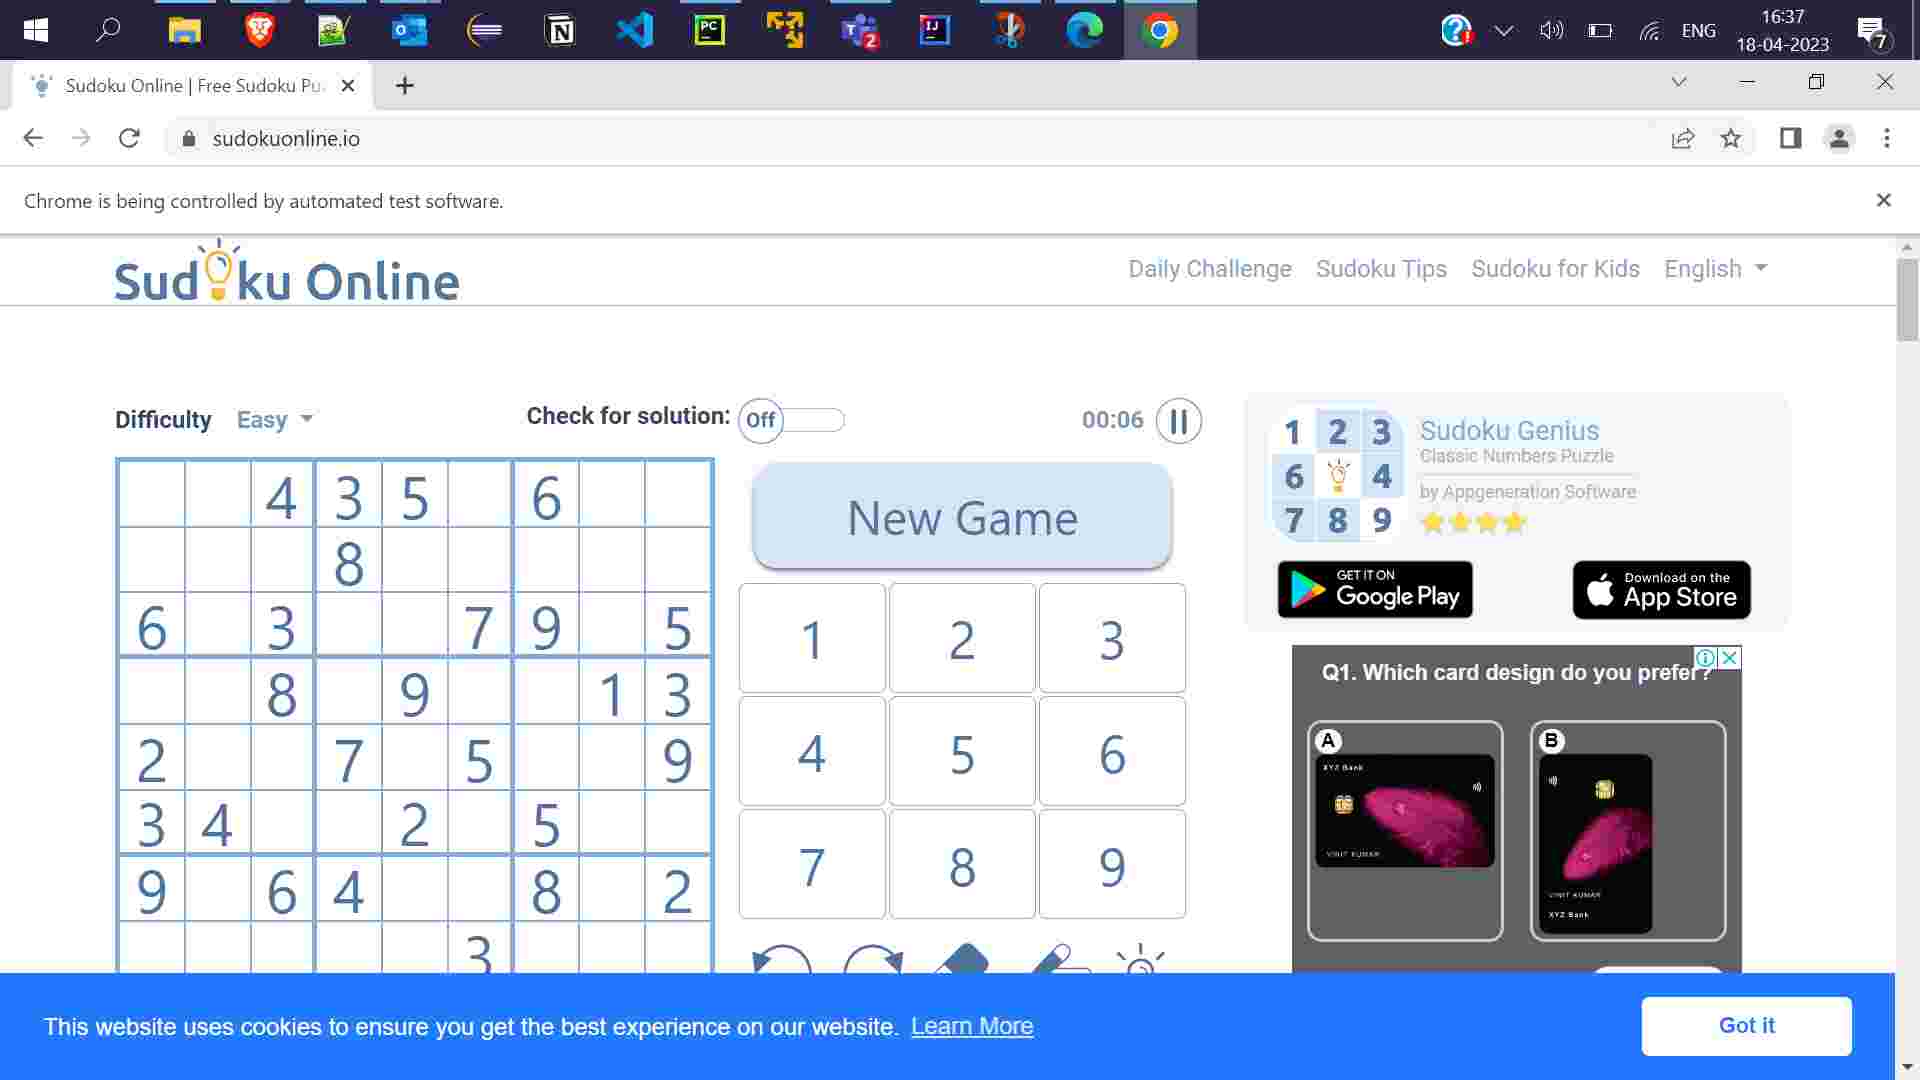 16:37
ENG
18-04-2023
2
7
Sudoku Online | Free Sudoku Pu
sudokuonline.io
Chrome is being controlled by automated test software.
Sudoku Online
Daily Challenge Sudoku Tips Sudoku for Kids English
Difficulty Easy Check for solution: Off 00:06
4 3 5 6
8
6 3 7 9 5
8 9 1 3
2 7 5 9
3 4 2 5
9 6 4 8 2
3
New Game
1 2 3
4 5 6
7 8 9
1 2 3
6 4
7 8 9
Sudoku Genius
Classic Numbers Puzzle
by Appgeneration Software
GET IT ON
Google Play
Download on the
App Store
Q1. Which card design do you prefer?
A
XYZ Bank
VINIT KUMAR
B
VINIT KUMAR
XYZ Bank
This website uses cookies to ensure you get the best experience on our website. Learn More
Got it